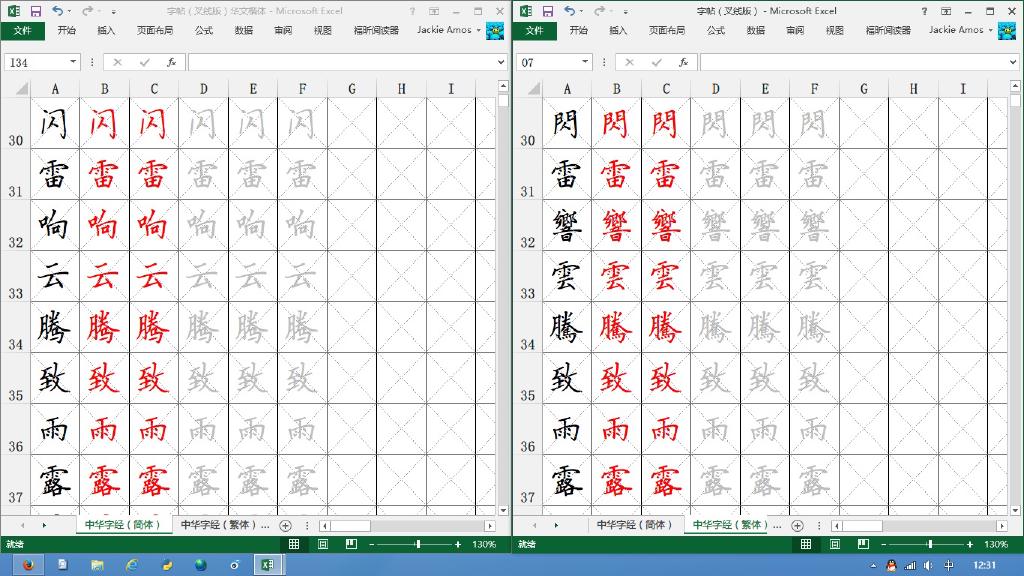 字帖（叉线版）华文楷体 - Microsoft Excel
文件 开始 插入 页面布局 公式 数据 审阅 视图 福昕阅读器 Jackie Amos
I34 fx
A B C D E F G H I
30 闪 闪 闪 闪 闪 闪
31 雷 雷 雷 雷 雷 雷
32 响 响 响 响 响 响
33 云 云 云 云 云 云
34 腾 腾 腾 腾 腾 腾
35 致 致 致 致 致 致
36 雨 雨 雨 雨 雨 雨
37 露 露 露 露 露 露
中华字经（简体） 中华字经（繁体） ...
就绪 130%
字帖（叉线版） - Microsoft Excel
文件 开始 插入 页面布局 公式 数据 审阅 视图 福昕阅读器 Jackie Amos
O7 fx
A B C D E F G H I
30 閃 閃 閃 閃 閃 閃
31 雷 雷 雷 雷 雷 雷
32 響 響 響 響 響 響
33 雲 雲 雲 雲 雲 雲
34 騰 騰 騰 騰 騰 騰
35 致 致 致 致 致 致
36 雨 雨 雨 雨 雨 雨
37 露 露 露 露 露 露
中华字经（简体） 中华字经（繁体） ...
就绪 130%
中 12:31